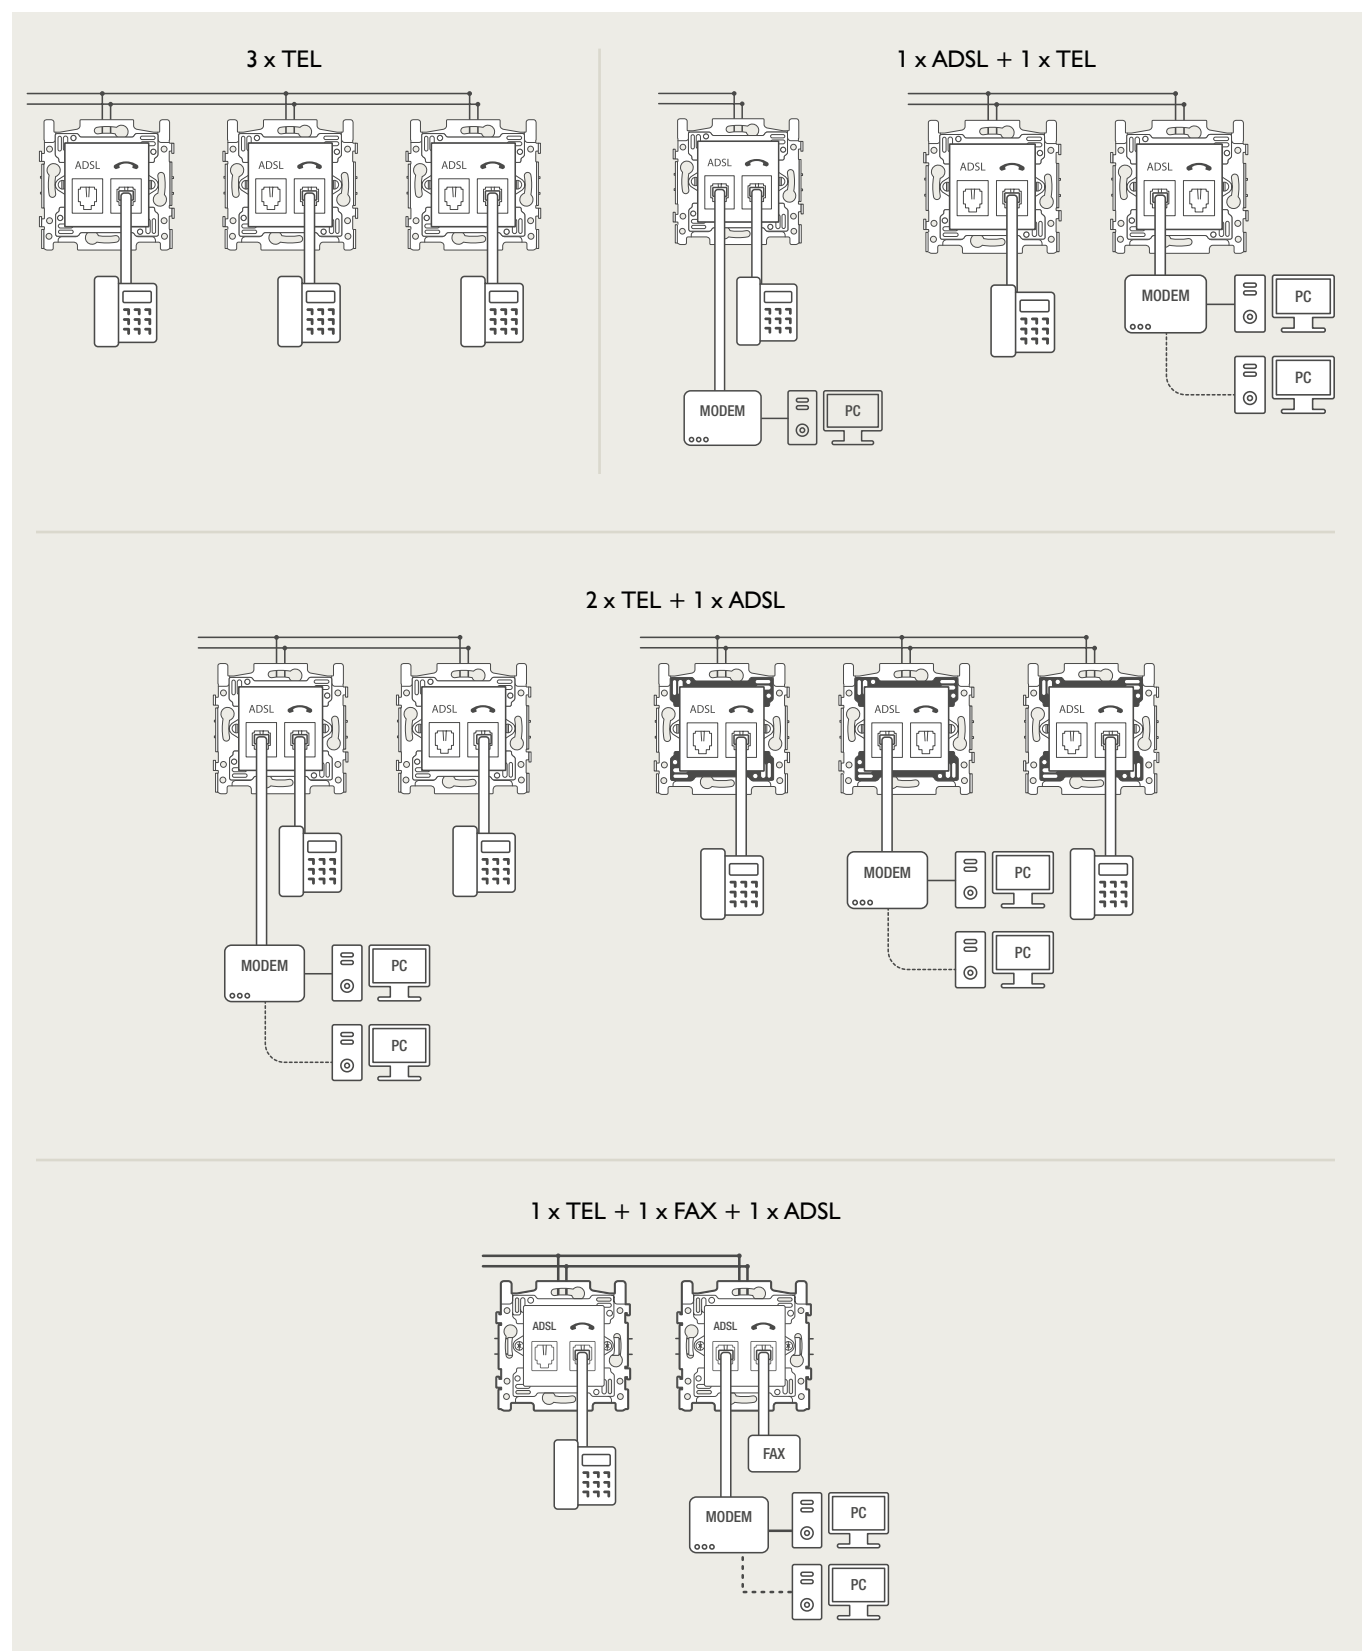 3 x TEL
1 x ADSL + 1 x TEL
ADSL
ADSL
ADSL
ADSL
ADSL
ADSL
MODEM
PC
PC
MODEM
PC
2 x TEL + 1 x ADSL
ADSL
ADSL
ADSL
ADSL
ADSL
MODEM
PC
PC
MODEM
PC
PC
1 x TEL + 1 x FAX + 1 x ADSL
ADSL
ADSL
FAX
MODEM
PC
PC